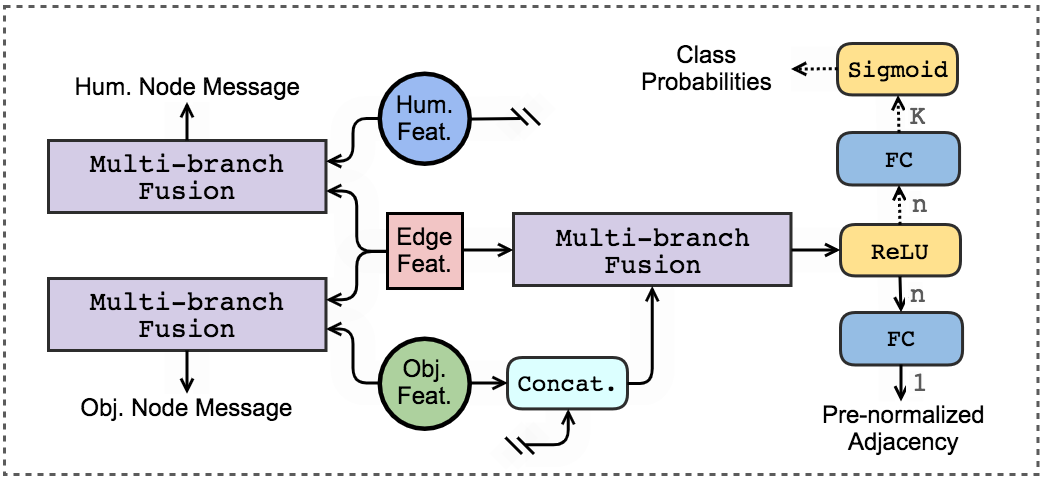 Class
Probabilities
Sigmoid
Hum. Node Message
Hum.
Feat.
K
Multi-branch
Fusion
FC
n
Edge
Feat.
Multi-branch
Fusion
ReLU
n
Multi-branch
Fusion
FC
Obj.
Feat.
Concat.
1
Obj. Node Message
Pre-normalized
Adjacency